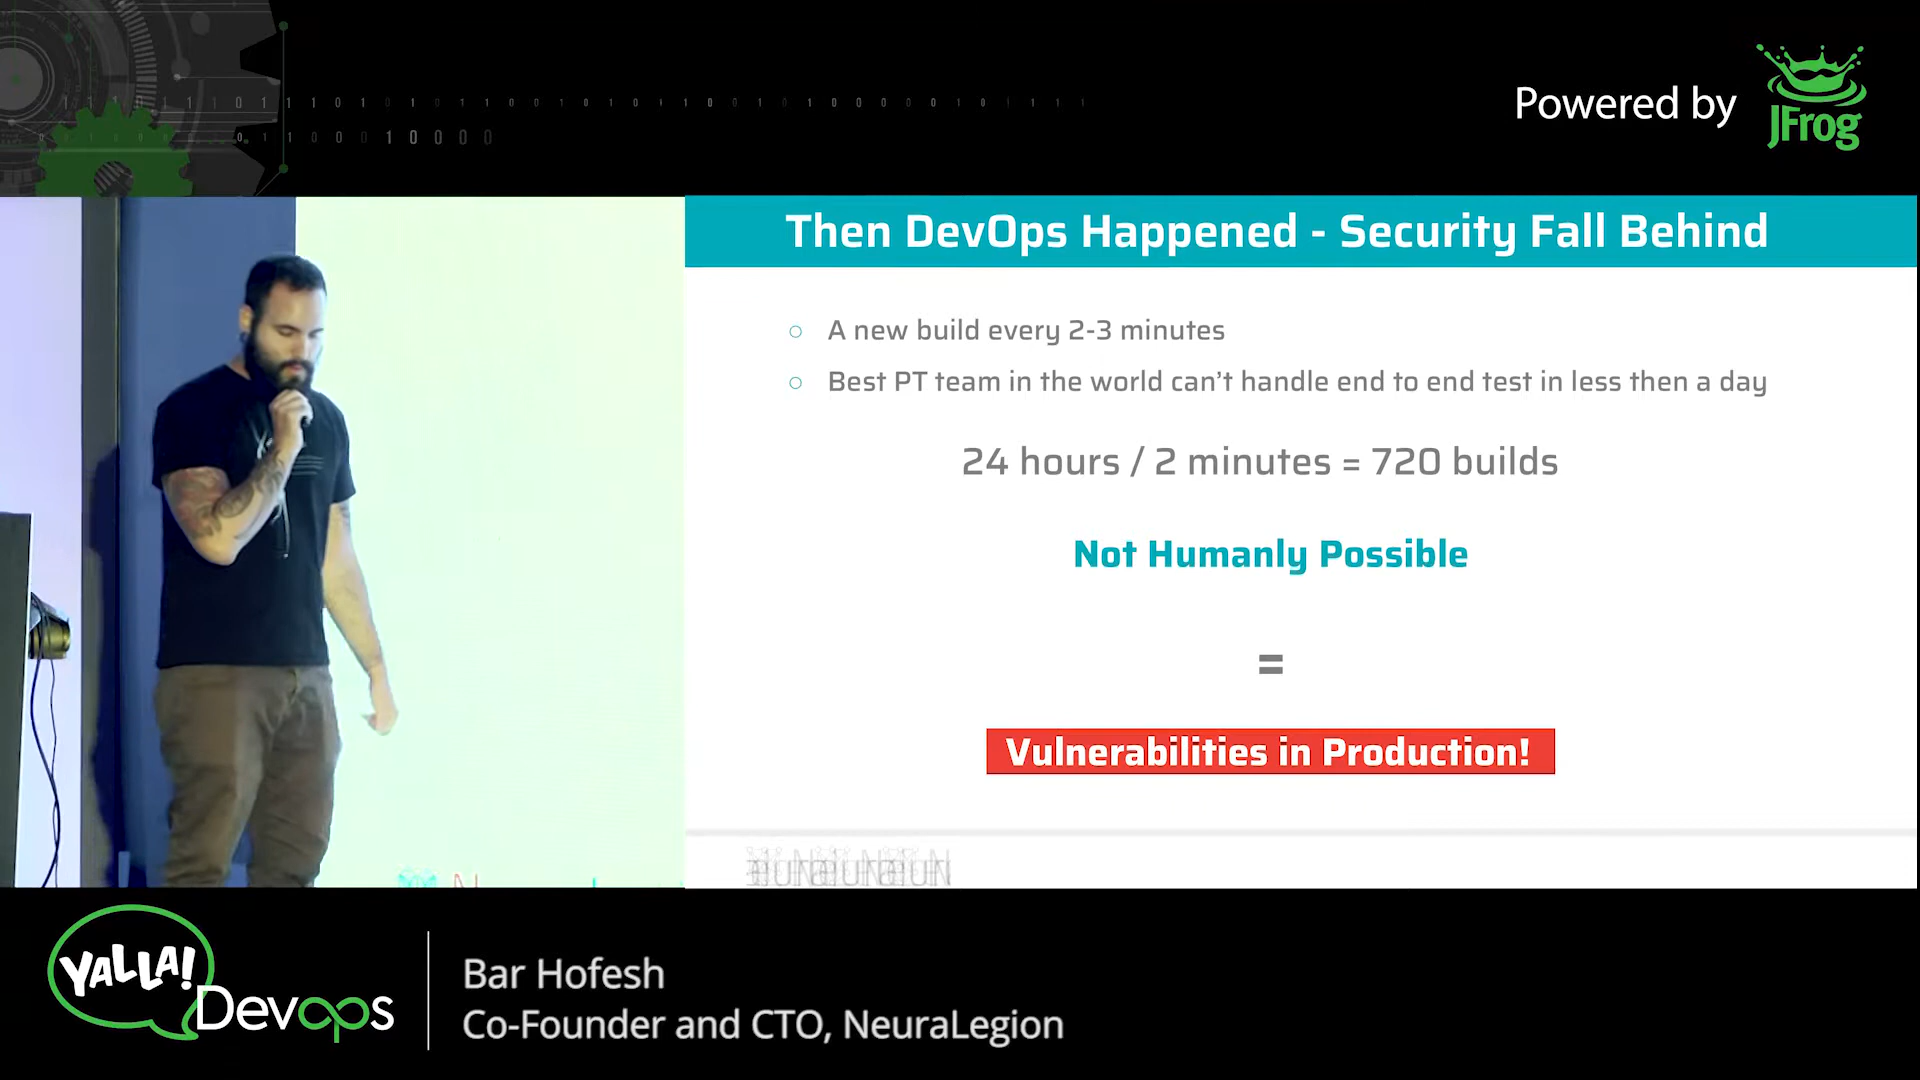 Powered by
JFrog
Then DevOps Happened - Security Fall Behind
A new build every 2-3 minutes
Best PT team in the world can't handle end to end test in less then a day
24 hours / 2 minutes = 720 builds
Not Humanly Possible
=
Vulnerabilities in Production!
YALLA!
Devops
Bar Hofesh
Co-Founder and CTO, NeuraLegion